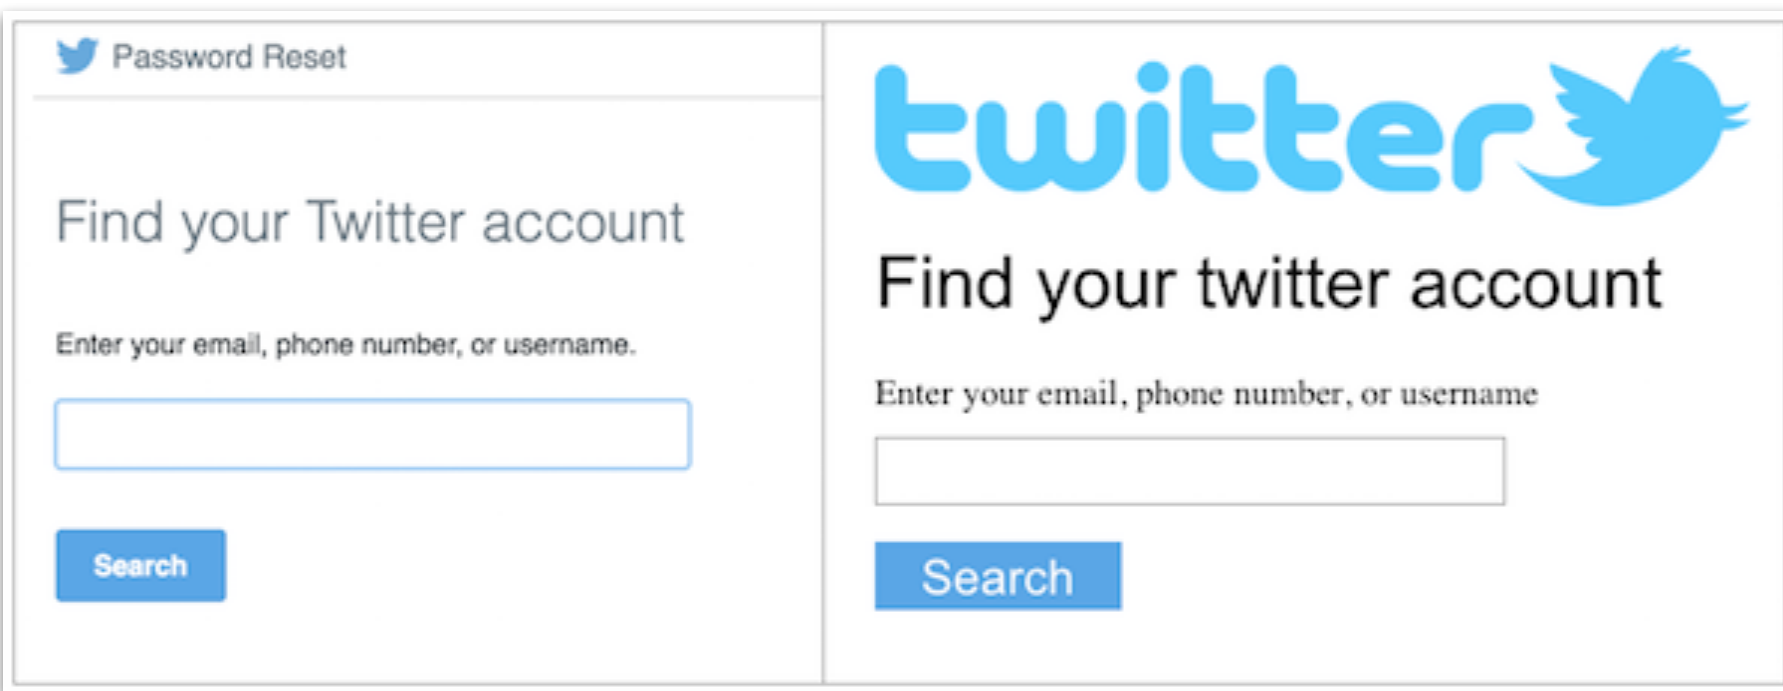 Password Reset
Find your Twitter account
Enter your email, phone number, or username.
Search
twitter
Find your twitter account
Enter your email, phone number, or username
Search